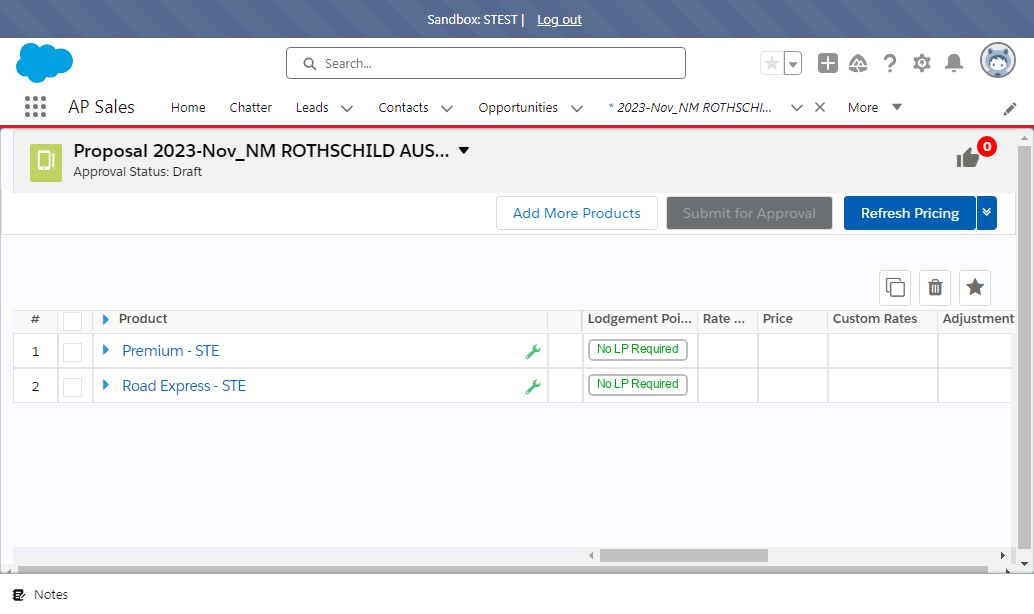 Sandbox: STEST | Log out
Search...
AP Sales Home Chatter Leads Contacts Opportunities * 2023-Nov_NM ROTHSCHI... More
Proposal 2023-Nov_NM ROTHSCHILD AUS...
0
Approval Status: Draft
Add More Products Submit for Approval Refresh Pricing
# Product Lodgement Poi... Rate ... Price Custom Rates Adjustment
1 Premium - STE No LP Required
2 Road Express - STE No LP Required
Notes